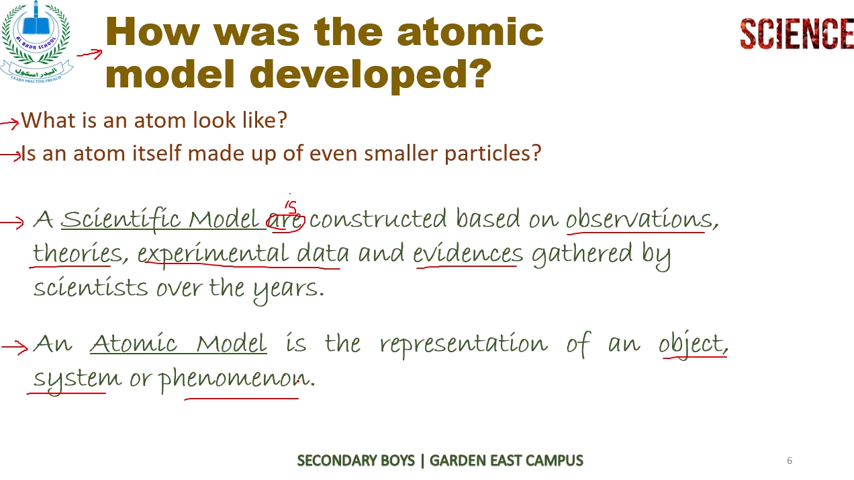 How was the atomic
model developed?
SCIENCE
What is an atom look like?
Is an atom itself made up of even smaller particles?
is
A Scientific Model are constructed based on observations,
theories, experimental data and evidences gathered by
scientists over the years.
An Atomic Model is the representation of an object,
system or phenomenon.
SECONDARY BOYS | GARDEN EAST CAMPUS
6